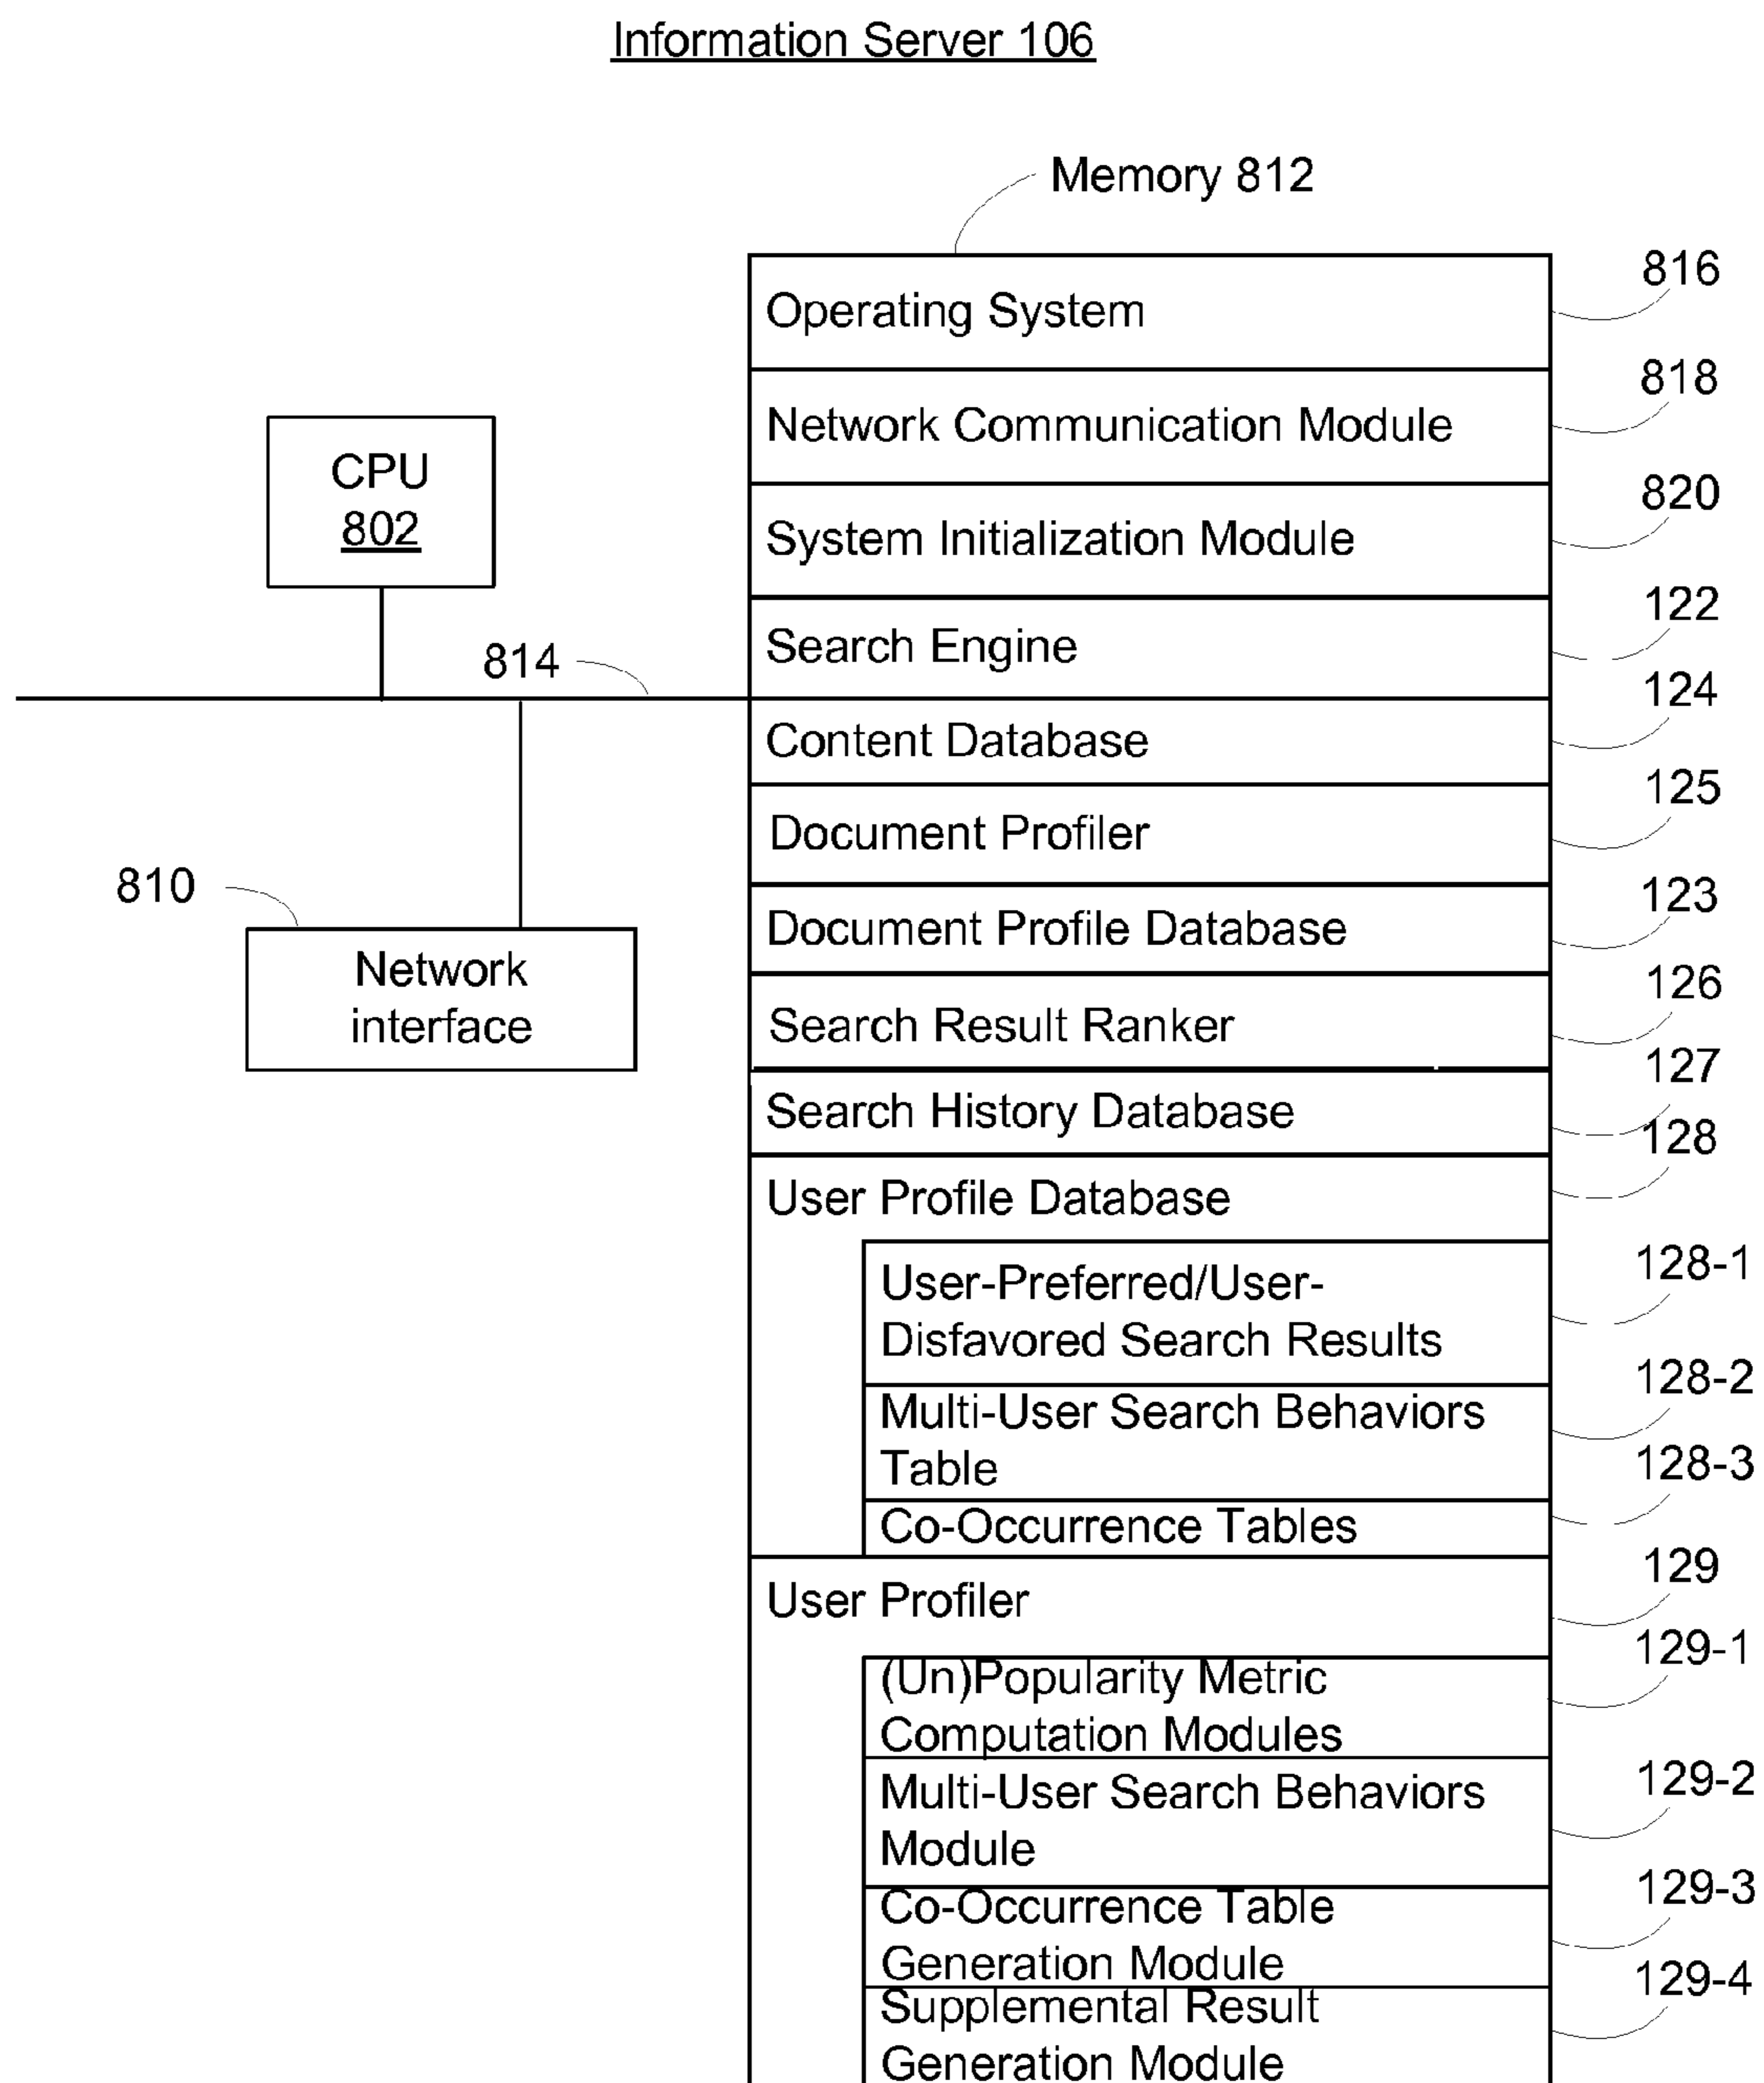 Information Server 106
Memory 812
Operating System
816
Network Communication Module
818
CPU
802
System Initialization Module
820
Search Engine
122
814
Content Database
124
Document Profiler
125
810
Document Profile Database
123
Network
interface
Search Result Ranker
126
Search History Database
127
User Profile Database
128
User-Preferred/User-
Disfavored Search Results
128-1
Multi-User Search Behaviors
Table
128-2
Co-Occurrence Tables
128-3
User Profiler
129
(Un)Popularity Metric
Computation Modules
129-1
Multi-User Search Behaviors
Module
129-2
Co-Occurrence Table
Generation Module
129-3
Supplemental Result
Generation Module
129-4